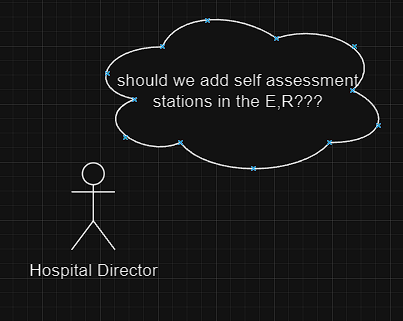 should we add self assessment
stations in the E,R???
Hospital Director